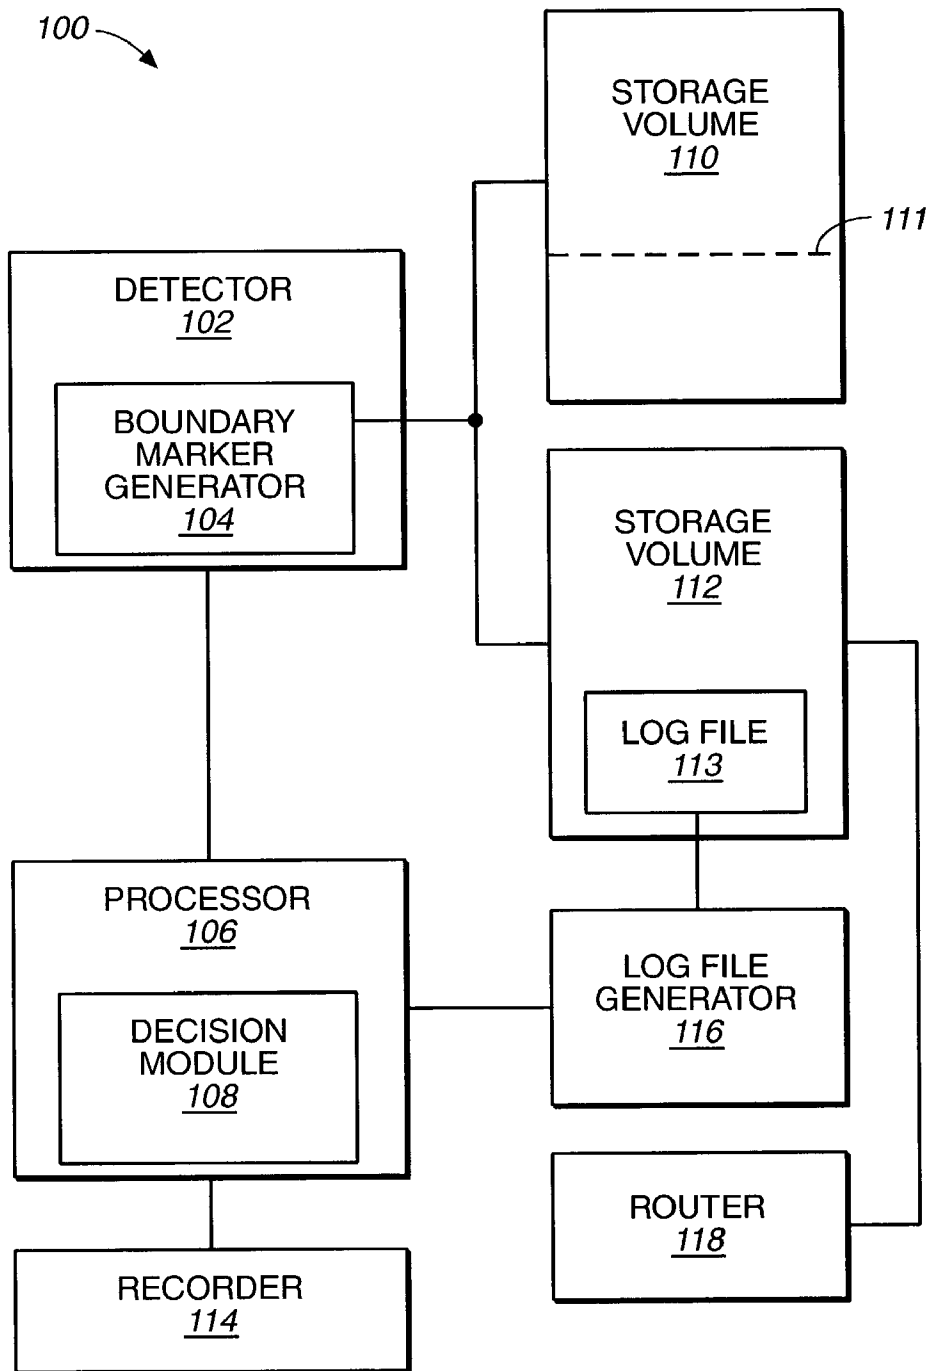 100
STORAGE
VOLUME
110
111
DETECTOR
102
BOUNDARY
MARKER
GENERATOR
104
STORAGE
VOLUME
112
LOG FILE
113
PROCESSOR
106
DECISION
MODULE
108
LOG FILE
GENERATOR
116
ROUTER
118
RECORDER
114